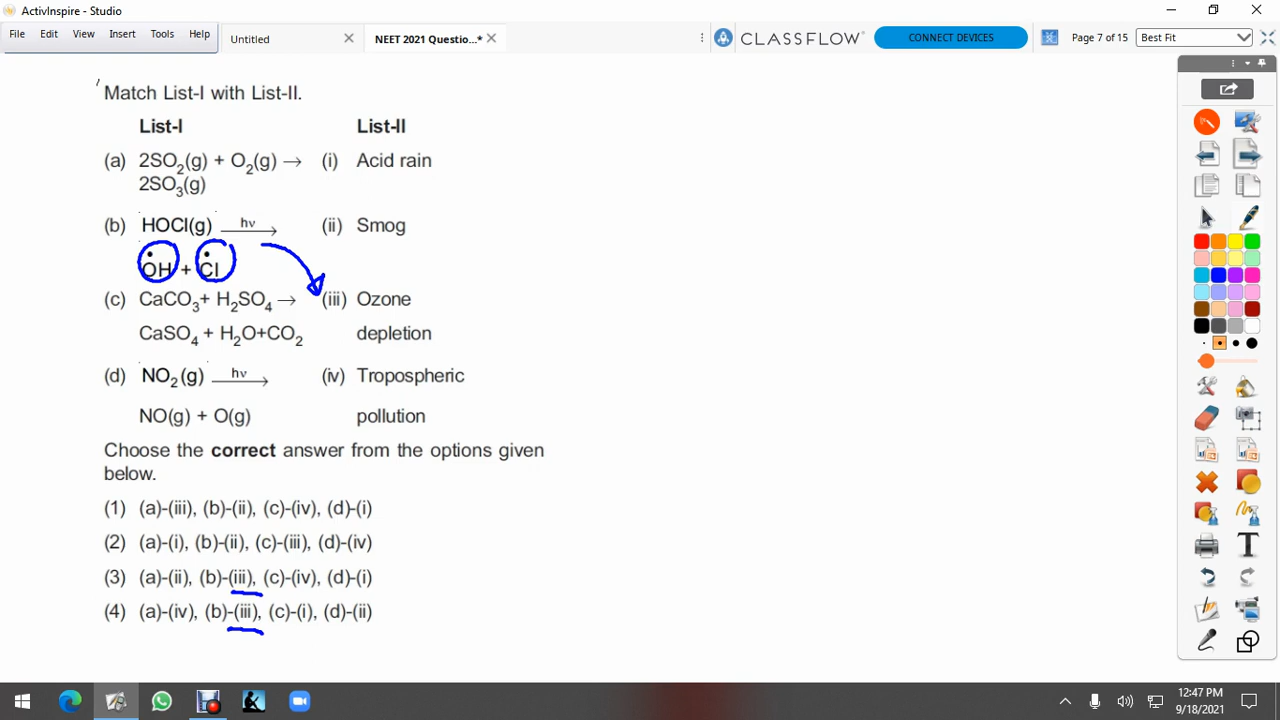 ActivInspire - Studio
File Edit View Insert Tools Help
Untitled
NEET 2021 Questio...*
CLASSFLOW
CONNECT DEVICES
Page 7 of 15
Best Fit
Match List-I with List-II.
List-I List-II
(a) 2SO₂(g) + O₂(g) → (i) Acid rain
2SO₃(g)
(b) HOCl(g) hν→ (ii) Smog
ȮH + Ċl
(c) CaCO₃+ H₂SO₄ → (iii) Ozone
CaSO₄ + H₂O+CO₂ depletion
(d) NO₂(g) hν→ (iv) Tropospheric
NO(g) + O(g) pollution
Choose the correct answer from the options given
below.
(1) (a)-(iii), (b)-(ii), (c)-(iv), (d)-(i)
(2) (a)-(i), (b)-(ii), (c)-(iii), (d)-(iv)
(3) (a)-(ii), (b)-(iii), (c)-(iv), (d)-(i)
(4) (a)-(iv), (b)-(iii), (c)-(i), (d)-(ii)
12:47 PM
9/18/2021